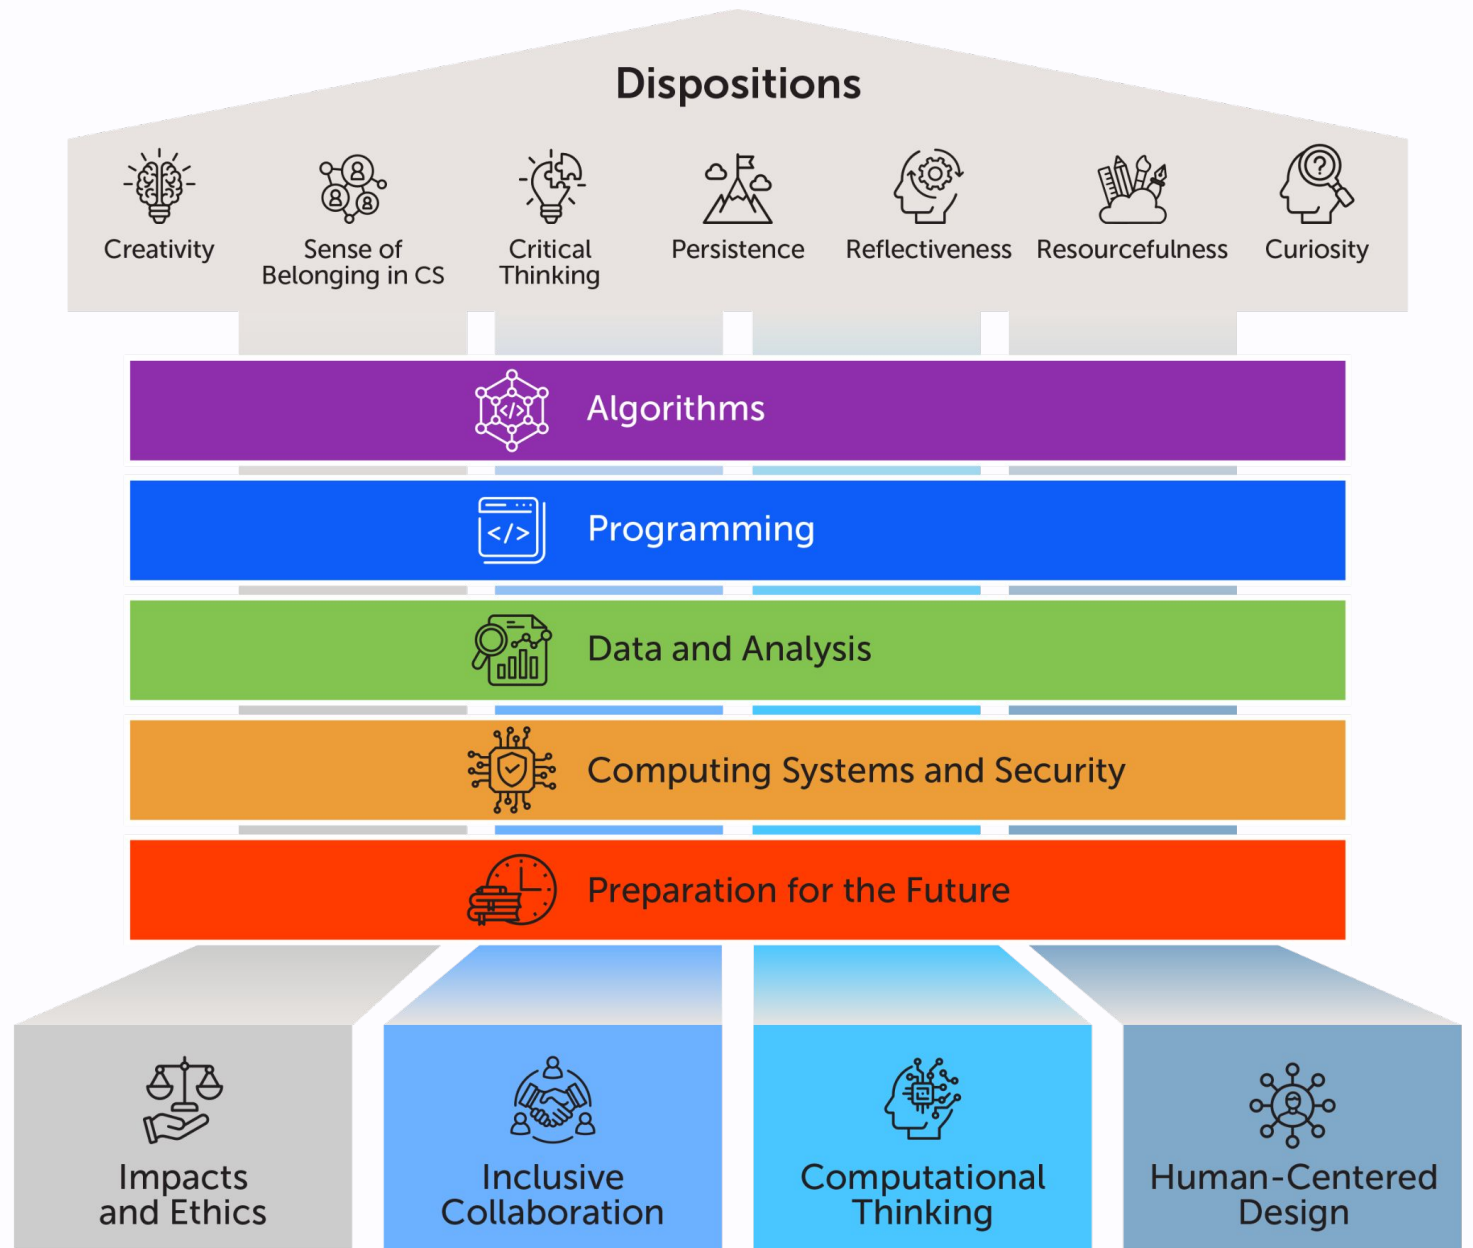 Dispositions
Creativity
Sense of
Belonging in CS
Critical
Thinking
Persistence
Reflectiveness
Resourcefulness
Curiosity
?
</>
Algorithms
</>
Programming
Data and Analysis
Computing Systems and Security
Preparation for the Future
Impacts
and Ethics
Inclusive
Collaboration
Computational
Thinking
Human-Centered
Design